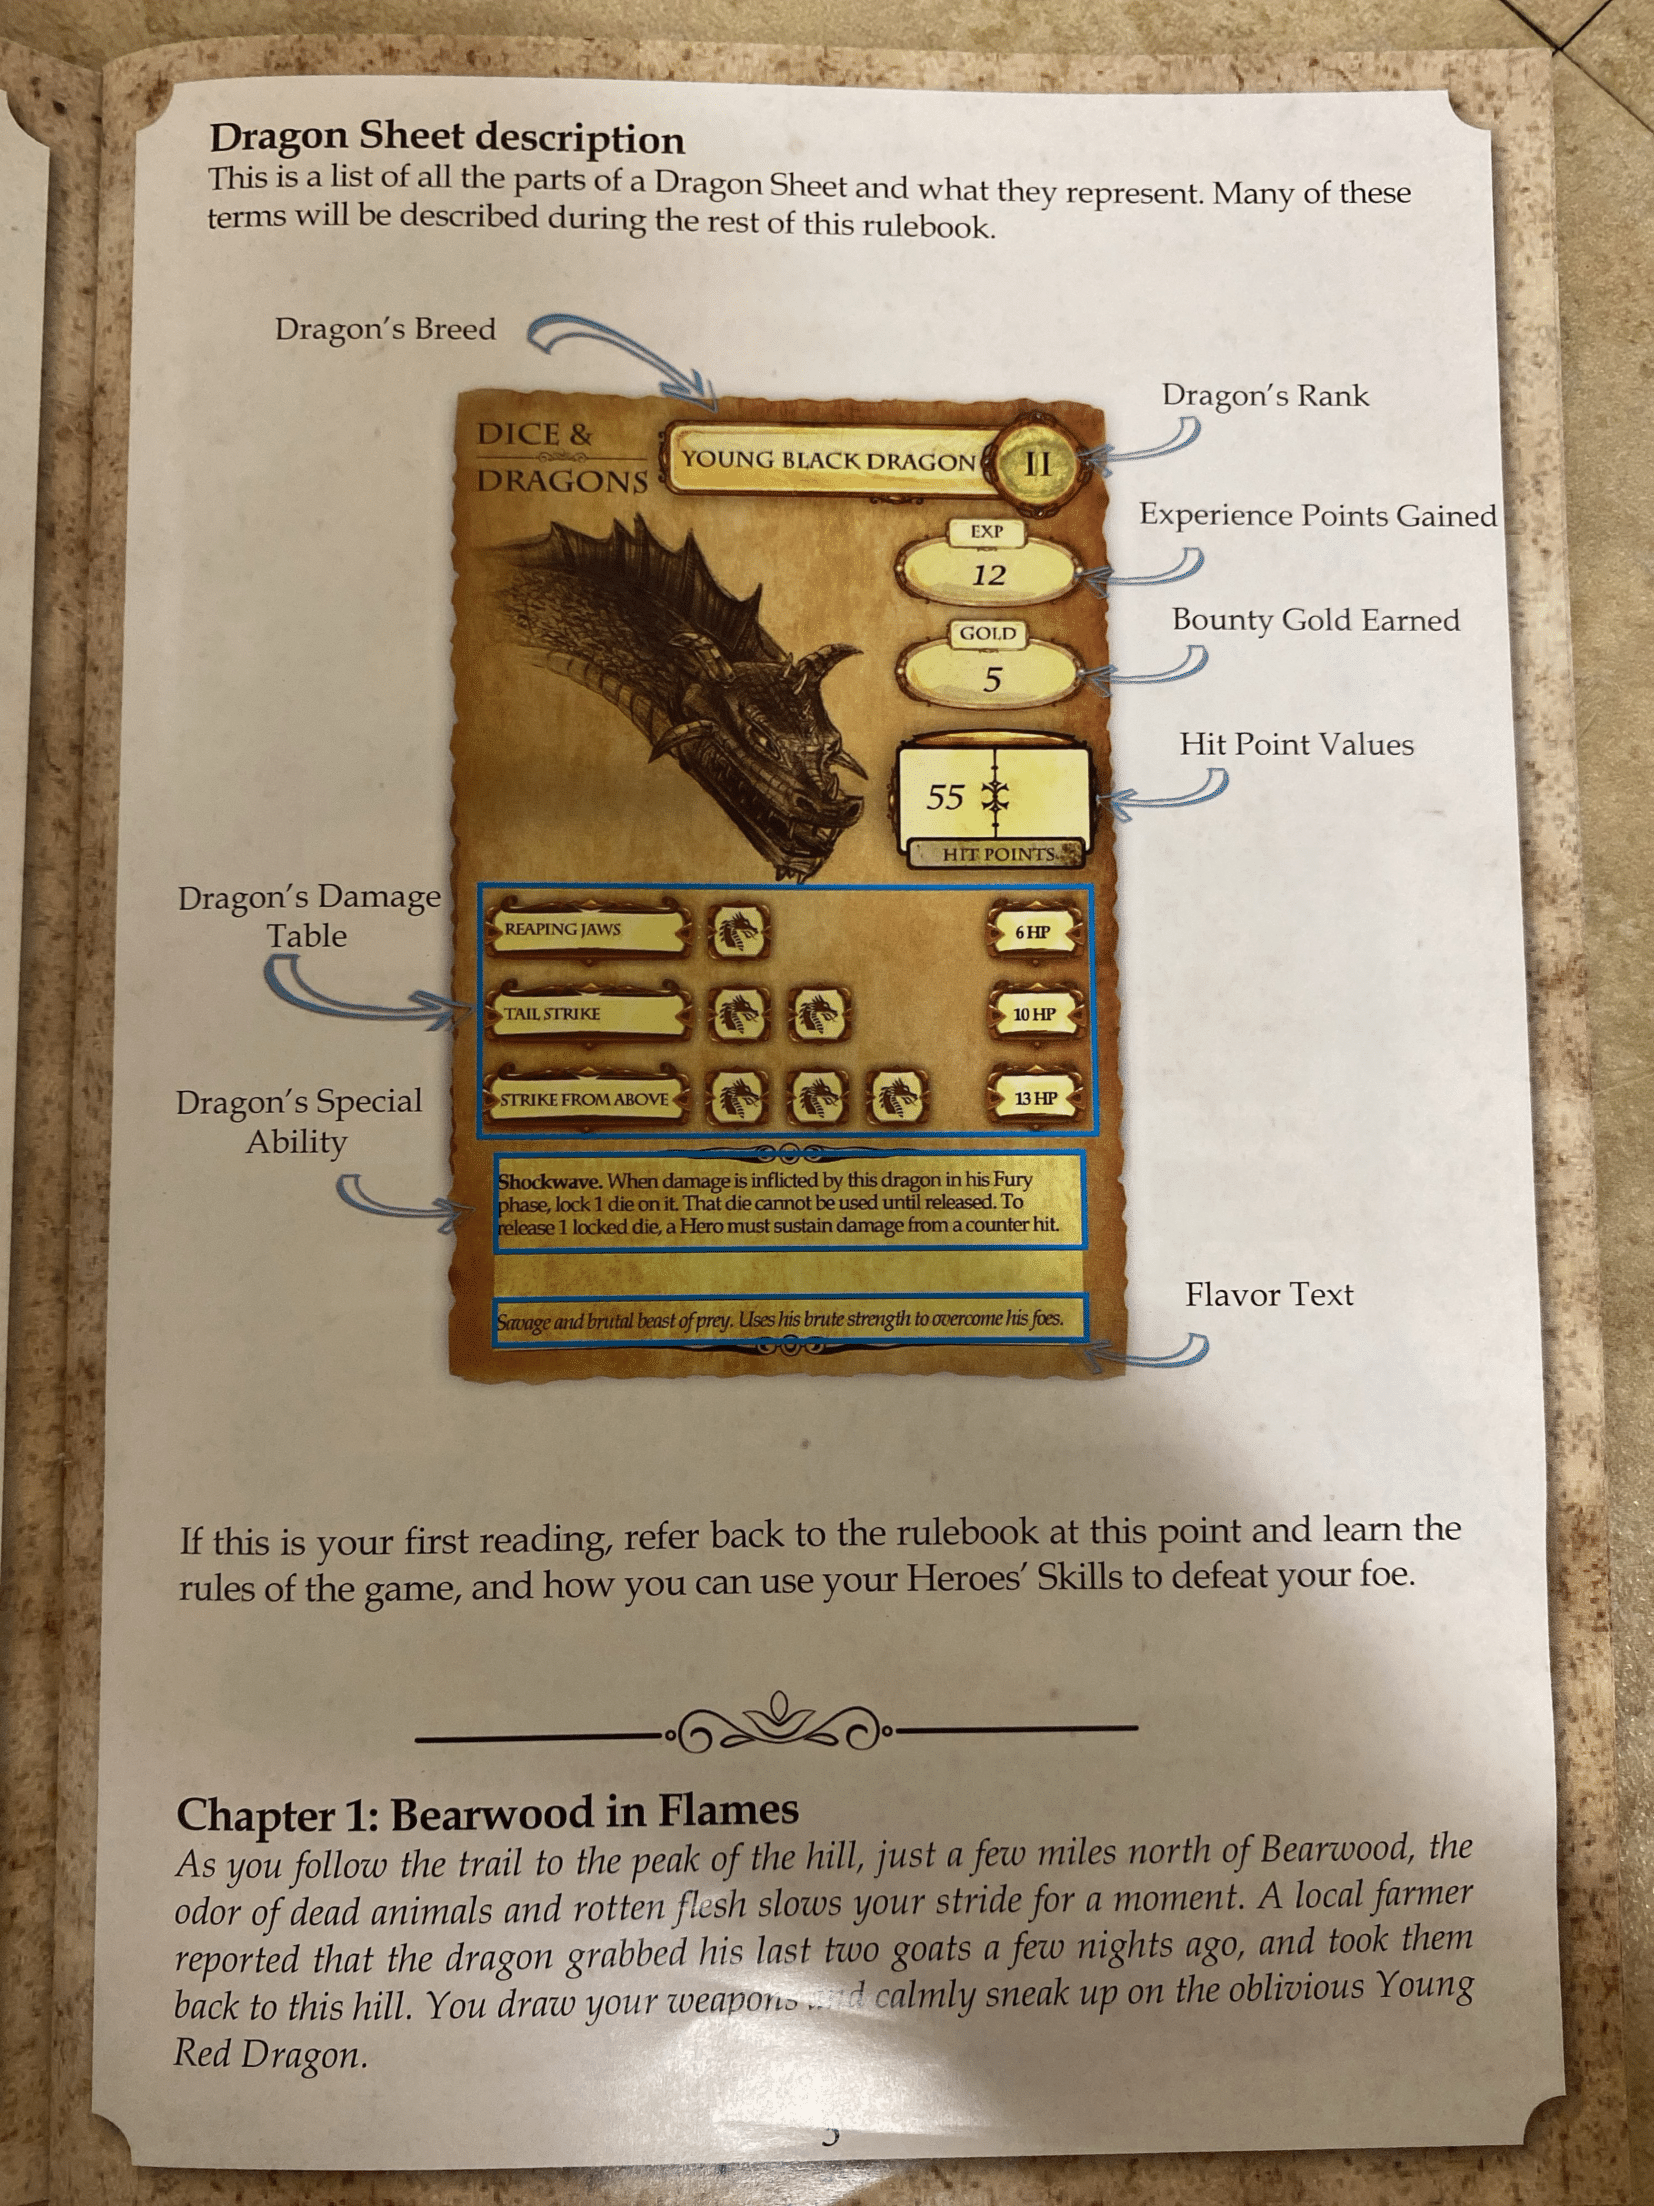 Dragon Sheet description
This is a list of all the parts of a Dragon Sheet and what they represent. Many of these
terms will be described during the rest of this rulebook.
Dragon's Breed
Dragon's Rank
DICE &
DRAGONS
YOUNG BLACK DRAGON
II
Experience Points Gained
EXP
12
Bounty Gold Earned
GOLD
5
Hit Point Values
55
HIT POINTS
Dragon's Damage
Table
REAPING JAWS
6 HP
TAIL STRIKE
10 HP
STRIKE FROM ABOVE
13 HP
Dragon's Special
Ability
Shockwave. When damage is inflicted by this dragon in his Fury
phase, lock 1 die on it. That die cannot be used until released. To
release 1 locked die, a Hero must sustain damage from a counter hit.
Flavor Text
Savage and brutal beast of prey. Uses his brute strength to overcome his foes.
If this is your first reading, refer back to the rulebook at this point and learn the
rules of the game, and how you can use your Heroes' Skills to defeat your foe.
Chapter 1: Bearwood in Flames
As you follow the trail to the peak of the hill, just a few miles north of Bearwood, the
odor of dead animals and rotten flesh slows your stride for a moment. A local farmer
reported that the dragon grabbed his last two goats a few nights ago, and took them
back to this hill. You draw your weapons and calmly sneak up on the oblivious Young
Red Dragon.